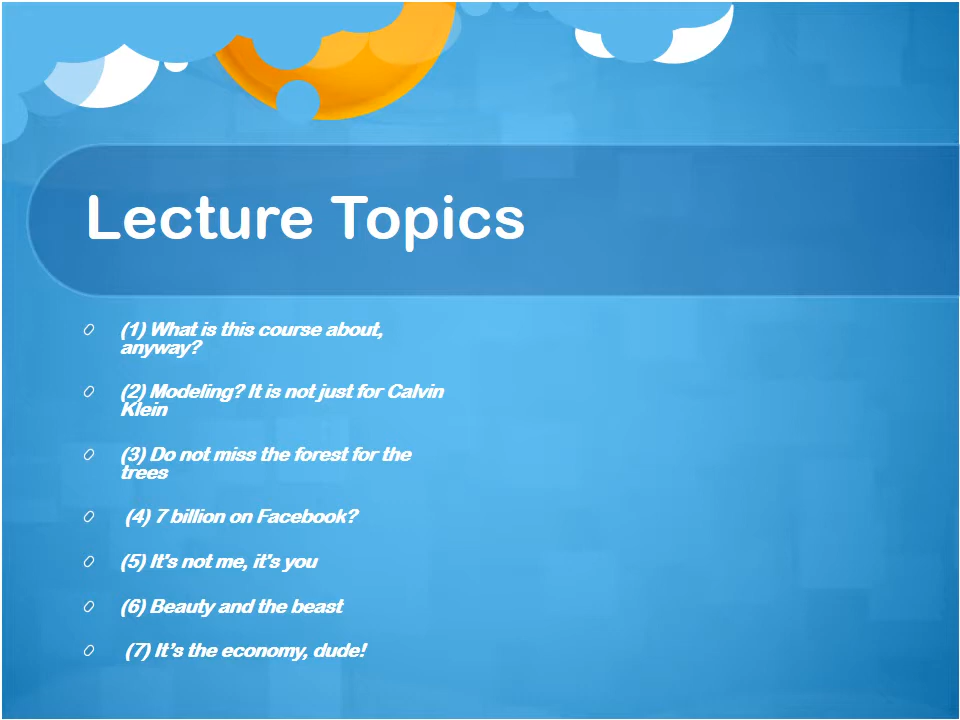 Lecture Topics
(1) What is this course about,
anyway?
(2) Modeling? It is not just for Calvin
Klein
(3) Do not miss the forest for the
trees
(4) 7 billion on Facebook?
(5) It's not me, it's you
(6) Beauty and the beast
(7) It’s the economy, dude!